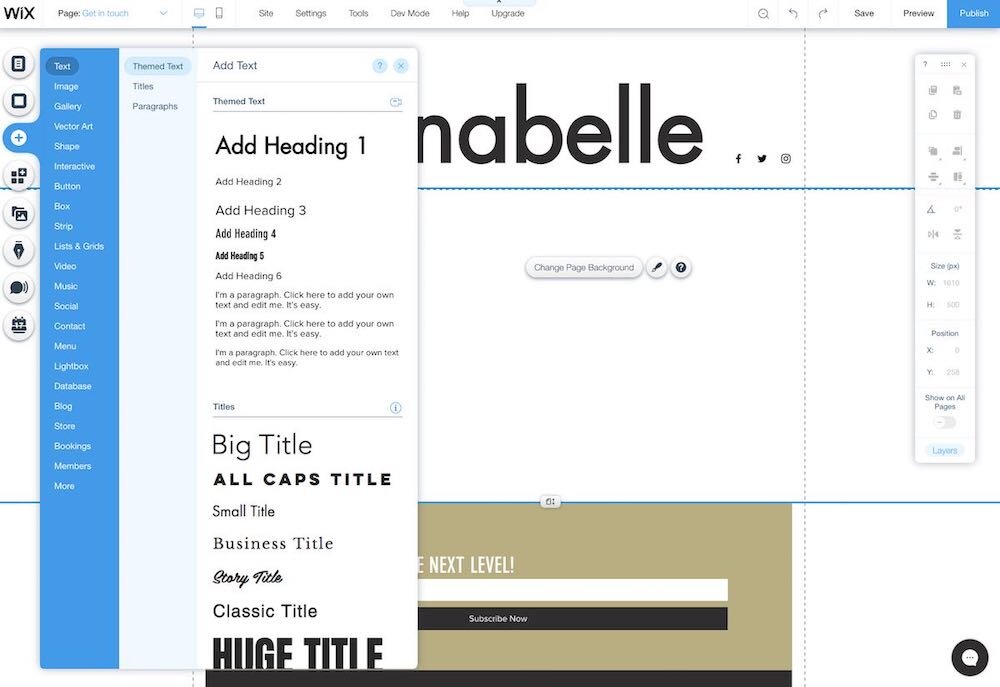 WiX
Page: Get in touch
Site
Settings
Tools
Dev Mode
Help
Upgrade
Save
Preview
Publish
Text
Image
Gallery
Vector Art
Shape
Interactive
Button
Box
Strip
Lists & Grids
Video
Music
Social
Contact
Menu
Lightbox
Database
Blog
Store
Bookings
Members
More
Themed Text
Titles
Paragraphs
Add Text
?
Themed Text
Add Heading 1
Add Heading 2
Add Heading 3
Add Heading 4
Add Heading 5
Add Heading 6
I'm a paragraph. Click here to add your own
text and edit me. It's easy.
I'm a paragraph. Click here to add your own
text and edit me. It's easy.
I'm a paragraph. Click here to add your own text
and edit me. It's easy.
Titles
Big Title
ALL CAPS TITLE
Small Title
Business Title
Story Title
Classic Title
HUGE TITLE
nabelle
Change Page Background
?
E NEXT LEVEL!
Subscribe Now
?
0°
Size (px)
W: 1610
H: 500
Position
X: 0
Y: 258
Show on All
Pages
Layers